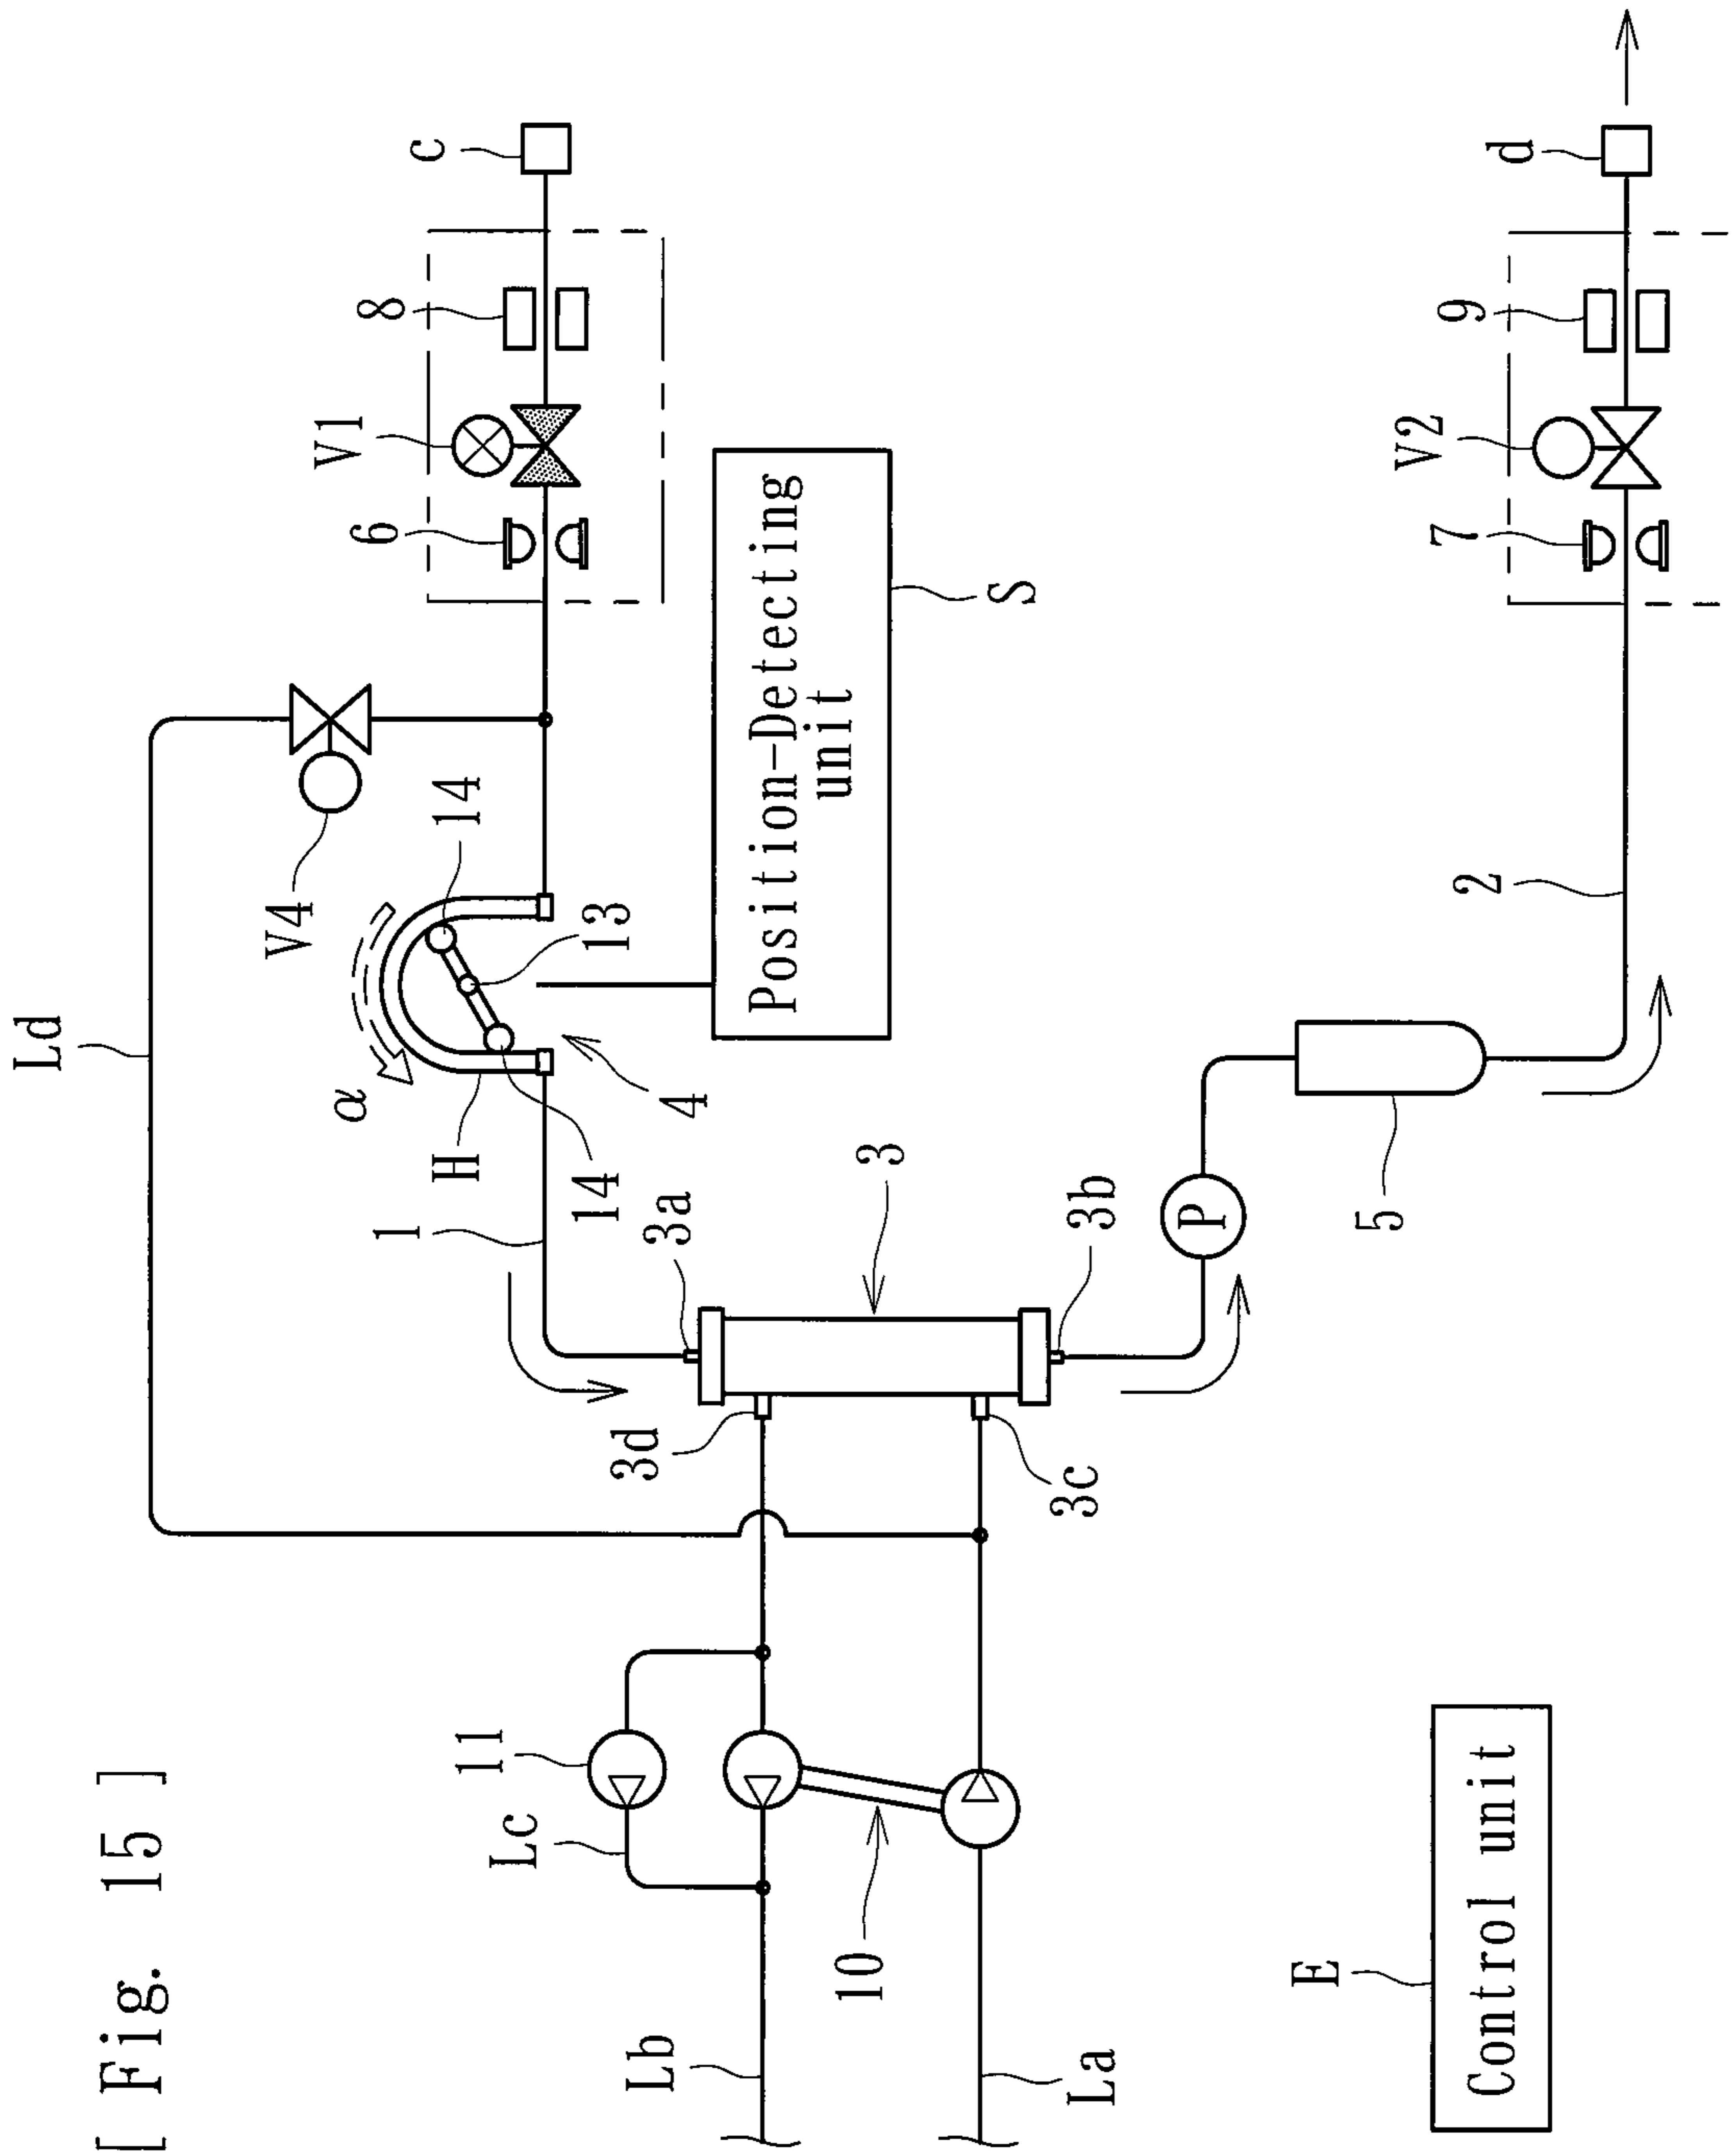 [ Fig. 15 ]
Ld
V4
V1
8
c
6
α
14
H
13
4
14
1
3a
Position-Detecting
unit
S
3
3d
3b
3c
11
Lc
10
Lb
La
P
5
2
7
V2
9
d
E
Control unit